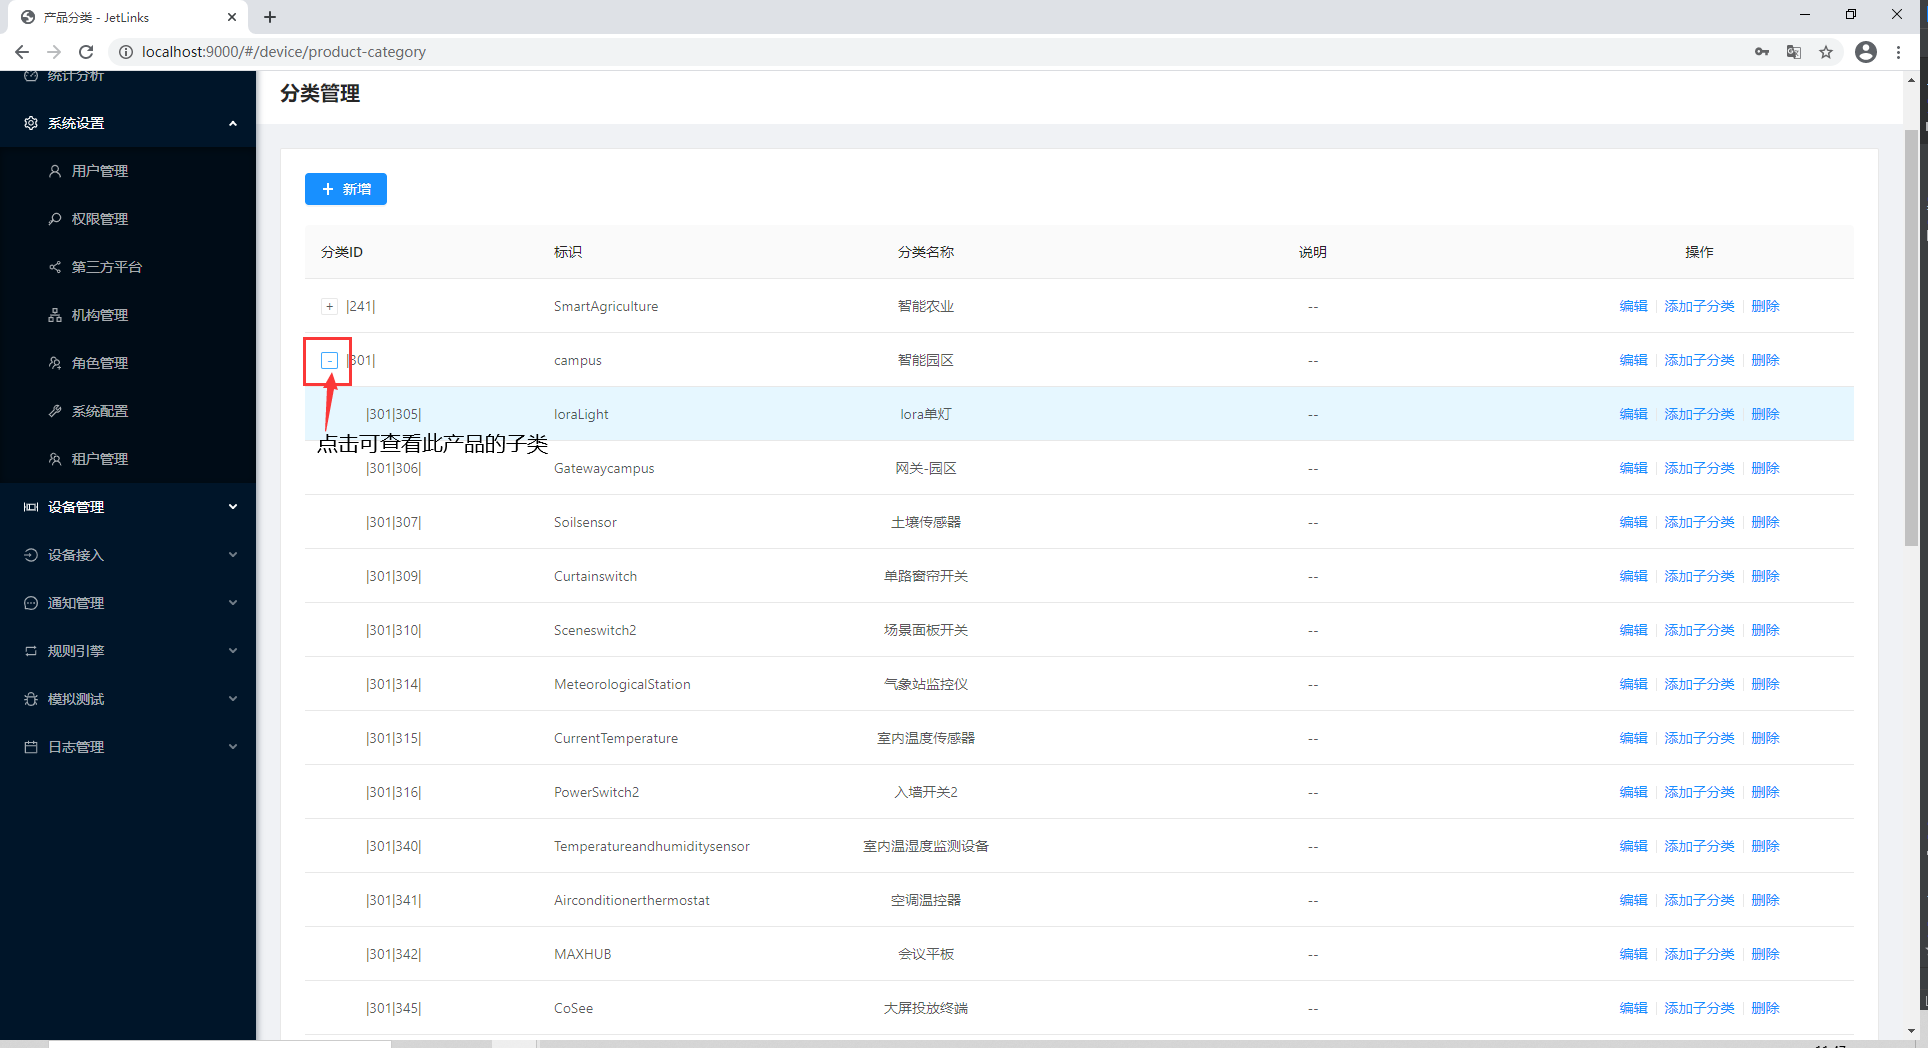 产品分类 - JetLinks
localhost:9000/#/device/product-category
统计分析
系统设置
用户管理
权限管理
第三方平台
机构管理
角色管理
系统配置
租户管理
设备管理
设备接入
通知管理
规则引擎
模拟测试
日志管理
分类管理
+ 新增
分类ID 标识 分类名称 说明 操作
+ |241| SmartAgriculture 智能农业 -- 编辑 添加子分类 删除
- |301| campus 智能园区 -- 编辑 添加子分类 删除
|301|305| loraLight lora单灯 -- 编辑 添加子分类 删除
点击可查看此产品的子类
|301|306| Gatewaycampus 网关-园区 -- 编辑 添加子分类 删除
|301|307| Soilsensor 土壤传感器 -- 编辑 添加子分类 删除
|301|309| Curtainswitch 单路窗帘开关 -- 编辑 添加子分类 删除
|301|310| Sceneswitch2 场景面板开关 -- 编辑 添加子分类 删除
|301|314| MeteorologicalStation 气象站监控仪 -- 编辑 添加子分类 删除
|301|315| CurrentTemperature 室内温度传感器 -- 编辑 添加子分类 删除
|301|316| PowerSwitch2 入墙开关2 -- 编辑 添加子分类 删除
|301|340| Temperatureandhumiditysensor 室内温湿度监测设备 -- 编辑 添加子分类 删除
|301|341| Airconditionerthermostat 空调温控器 -- 编辑 添加子分类 删除
|301|342| MAXHUB 会议平板 -- 编辑 添加子分类 删除
|301|345| CoSee 大屏投放终端 -- 编辑 添加子分类 删除